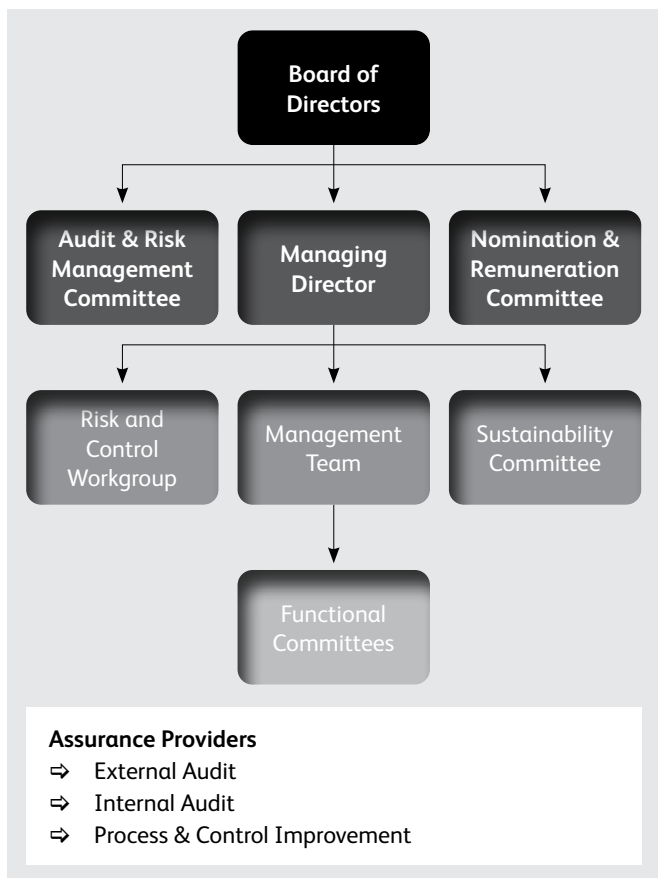 Board of
Directors
Audit & Risk
Management
Committee
Managing
Director
Nomination &
Remuneration
Committee
Risk and
Control
Workgroup
Management
Team
Sustainability
Committee
Functional
Committees
Assurance Providers
⇨ External Audit
⇨ Internal Audit
⇨ Process & Control Improvement